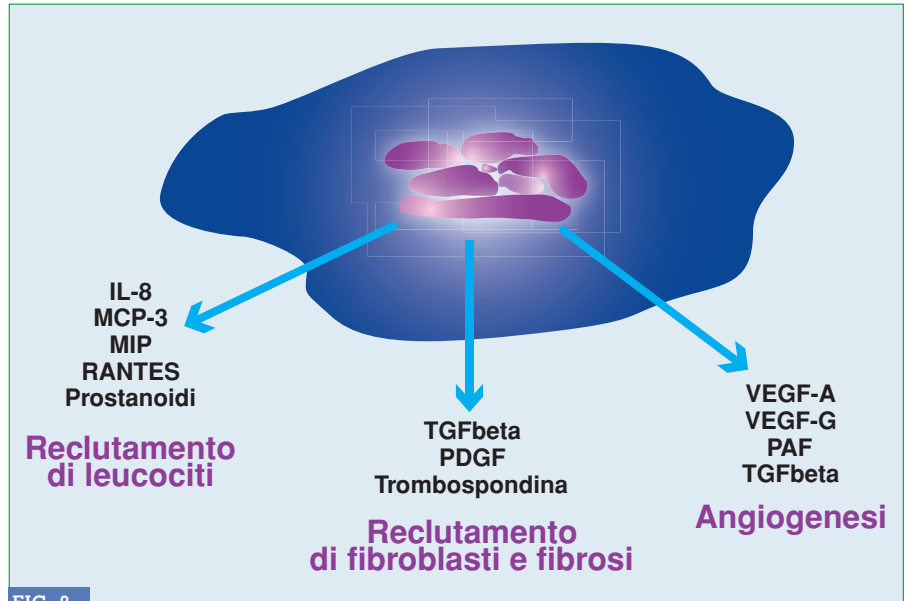 IL-8
MCP-3
MIP
RANTES
Prostanoidi
Reclutamento
di leucociti
TGFbeta
PDGF
Trombospondina
Reclutamento
di fibroblasti e fibrosi
VEGF-A
VEGF-G
PAF
TGFbeta
Angiogenesi